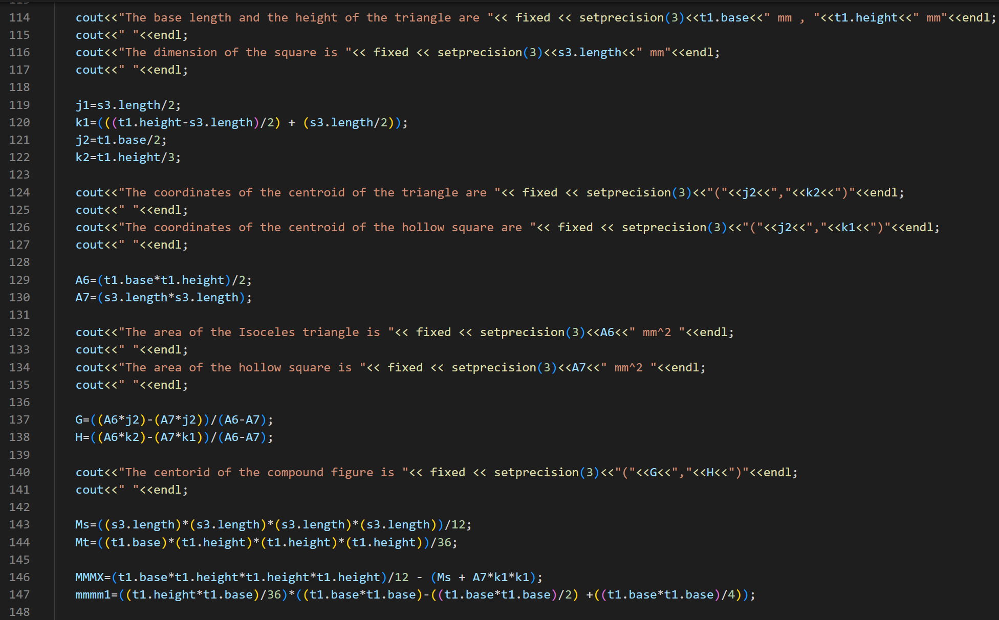 114 cout<<"The base length and the height of the triangle are "<< fixed << setprecision(3)<<t1.base<<" mm , "<<t1.height<<" mm"<<endl;
115 cout<<" "<<endl;
116 cout<<"The dimension of the square is "<< fixed << setprecision(3)<<s3.length<<" mm"<<endl;
117 cout<<" "<<endl;
118
119 j1=s3.length/2;
120 k1=(((t1.height-s3.length)/2) + (s3.length/2));
121 j2=t1.base/2;
122 k2=t1.height/3;
123
124 cout<<"The coordinates of the centroid of the triangle are "<< fixed << setprecision(3)<<"("<<j2<<","<<k2<<")"<<endl;
125 cout<<" "<<endl;
126 cout<<"The coordinates of the centroid of the hollow square are "<< fixed << setprecision(3)<<"("<<j2<<","<<k1<<")"<<endl;
127 cout<<" "<<endl;
128
129 A6=(t1.base*t1.height)/2;
130 A7=(s3.length*s3.length);
131
132 cout<<"The area of the Isoceles triangle is "<< fixed << setprecision(3)<<A6<<" mm^2 "<<endl;
133 cout<<" "<<endl;
134 cout<<"The area of the hollow square is "<< fixed << setprecision(3)<<A7<<" mm^2 "<<endl;
135 cout<<" "<<endl;
136
137 G=((A6*j2)-(A7*j2))/(A6-A7);
138 H=((A6*k2)-(A7*k1))/(A6-A7);
139
140 cout<<"The centorid of the compound figure is "<< fixed << setprecision(3)<<"("<<G<<","<<H<<")"<<endl;
141 cout<<" "<<endl;
142
143 Ms=((s3.length)*(s3.length)*(s3.length)*(s3.length))/12;
144 Mt=((t1.base)*(t1.height)*(t1.height)*(t1.height))/36;
145
146 MMMX=(t1.base*t1.height*t1.height*t1.height)/12 - (Ms + A7*k1*k1);
147 mmmm1=((t1.height*t1.base)/36)*((t1.base*t1.base)-((t1.base*t1.base)/2) +((t1.base*t1.base)/4));
148